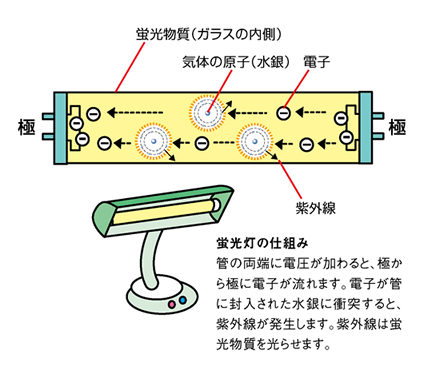 蛍光物質(ガラスの内側)
気体の原子(水銀) 電子
極 極
紫外線
蛍光灯の仕組み
管の両端に電圧が加わると、極か
ら極に電子が流れます。電子が管
に封入された水銀に衝突すると、
紫外線が発生します。紫外線は蛍
光物質を光らせます。